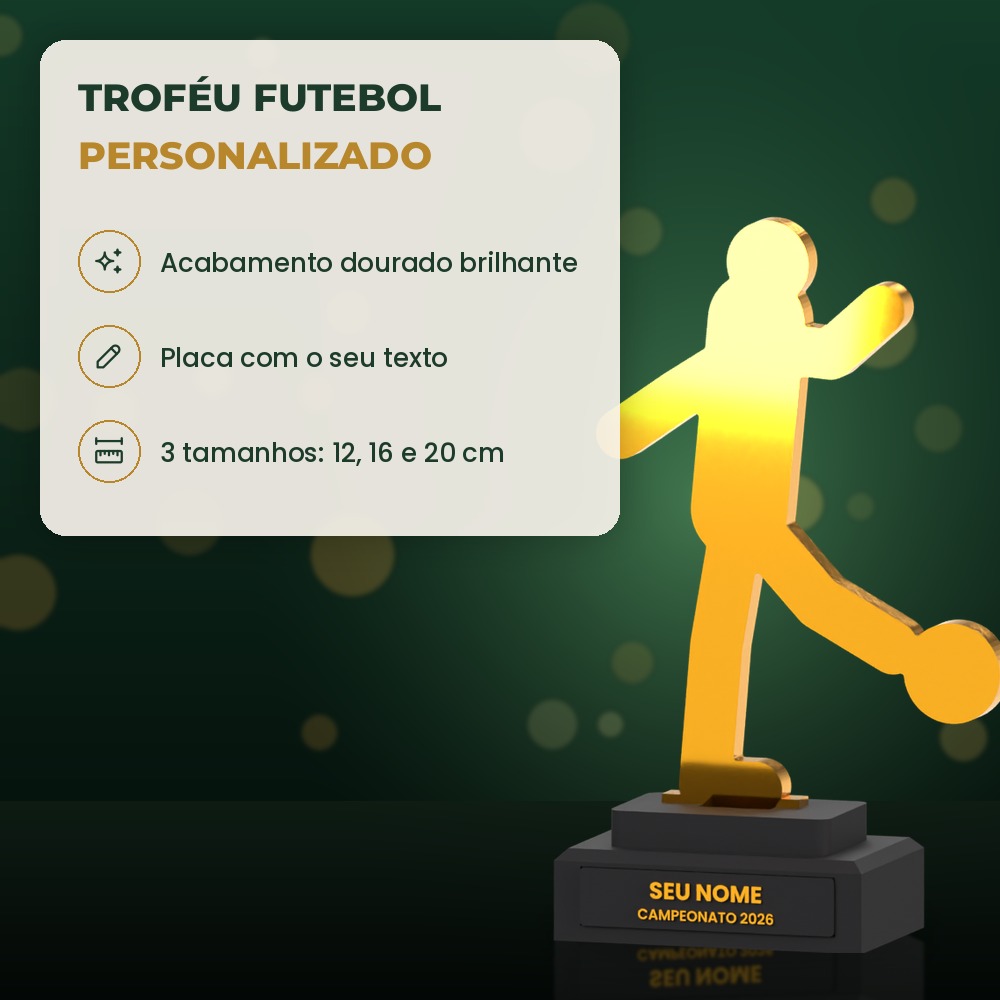 TROFÉU FUTEBOL
PERSONALIZADO
Acabamento dourado brilhante
Placa com o seu texto
3 tamanhos: 12, 16 e 20 cm
SEU NOME
CAMPEONATO 2026